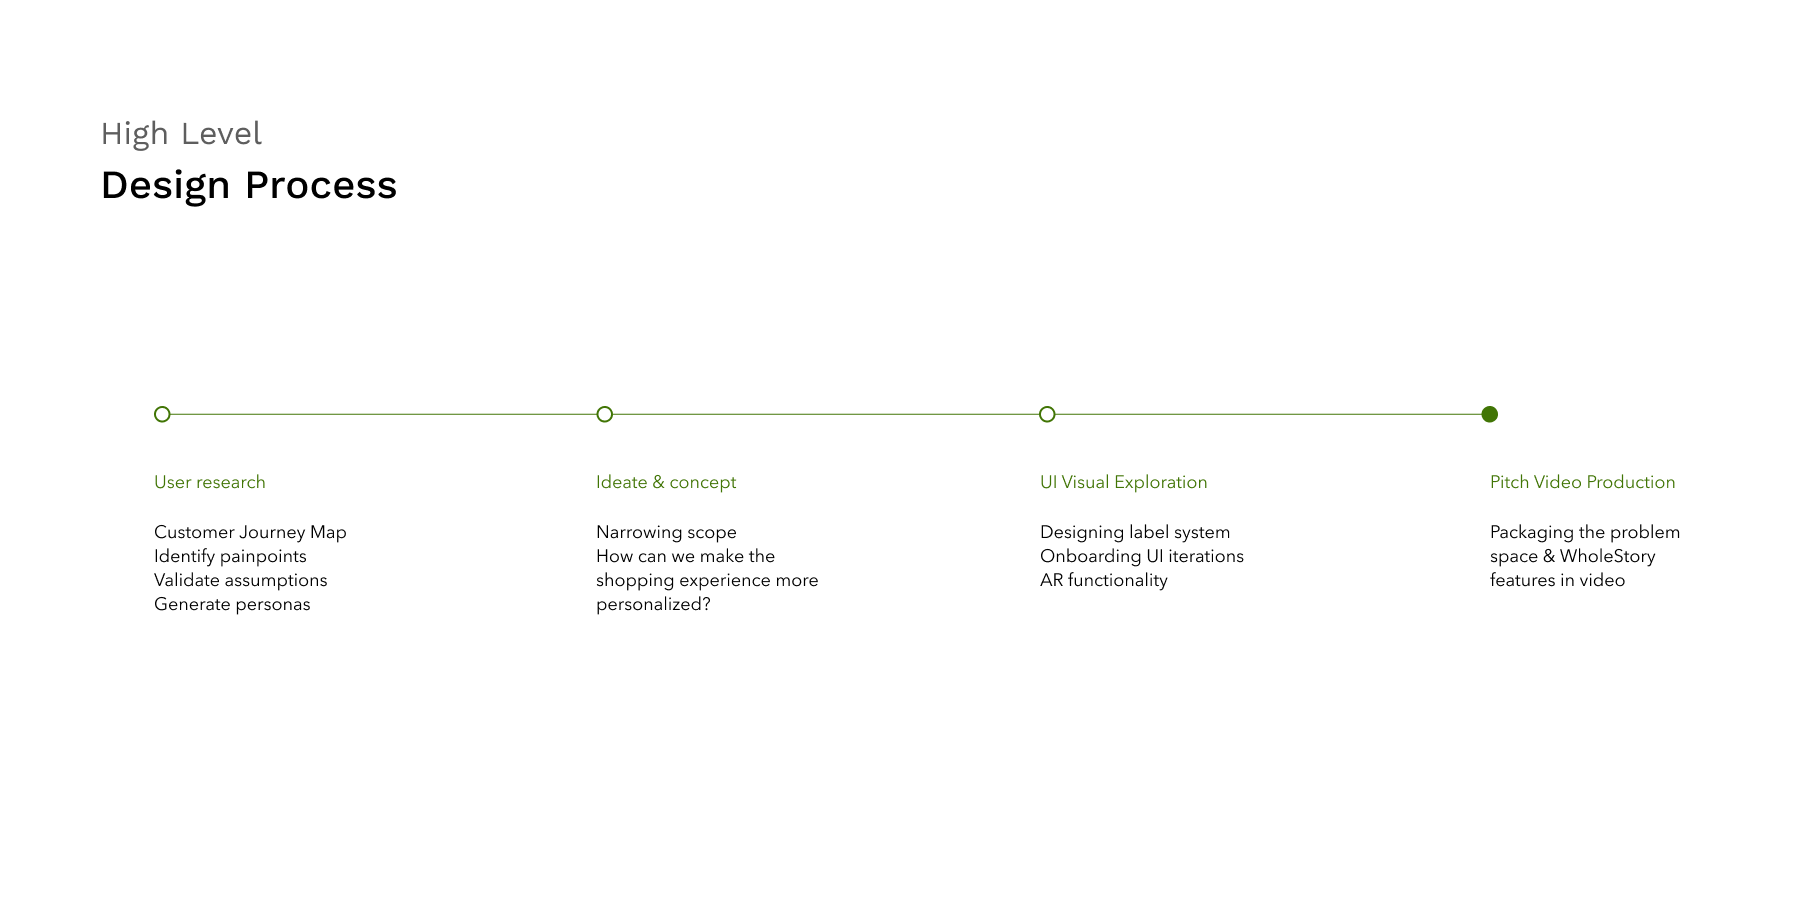 High Level
Design Process
User research
Customer Journey Map
Identify painpoints
Validate assumptions
Generate personas
Ideate & concept
Narrowing scope
How can we make the
shopping experience more
personalized?
UI Visual Exploration
Designing label system
Onboarding UI iterations
AR functionality
Pitch Video Production
Packaging the problem
space & WholeStory
features in video